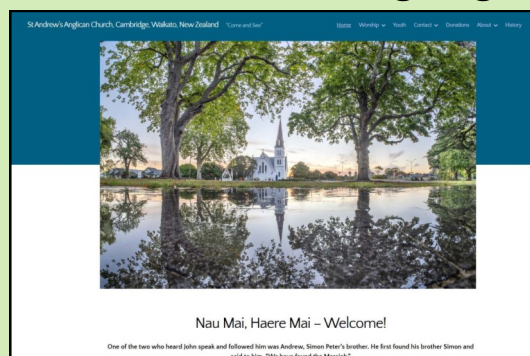 St Andrew's Anglican Church, Cambridge, Waikato, New Zealand "Come and See" Home Worship Youth Contact Donations About History
Nau Mai, Haere Mai – Welcome!
One of the two who heard John speak and followed him was Andrew, Simon Peter's brother. He first found his brother Simon and
said to him, "We have found the Messiah."